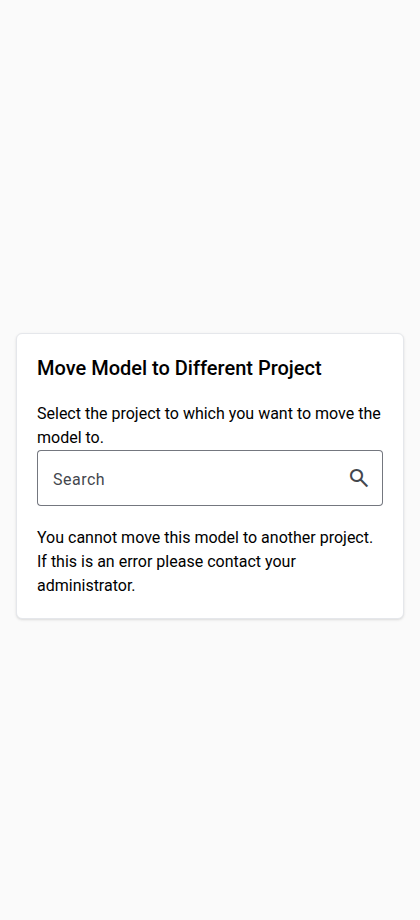 Move Model to Different Project
Select the project to which you want to move the
model to.
Search
You cannot move this model to another project.
If this is an error please contact your
administrator.